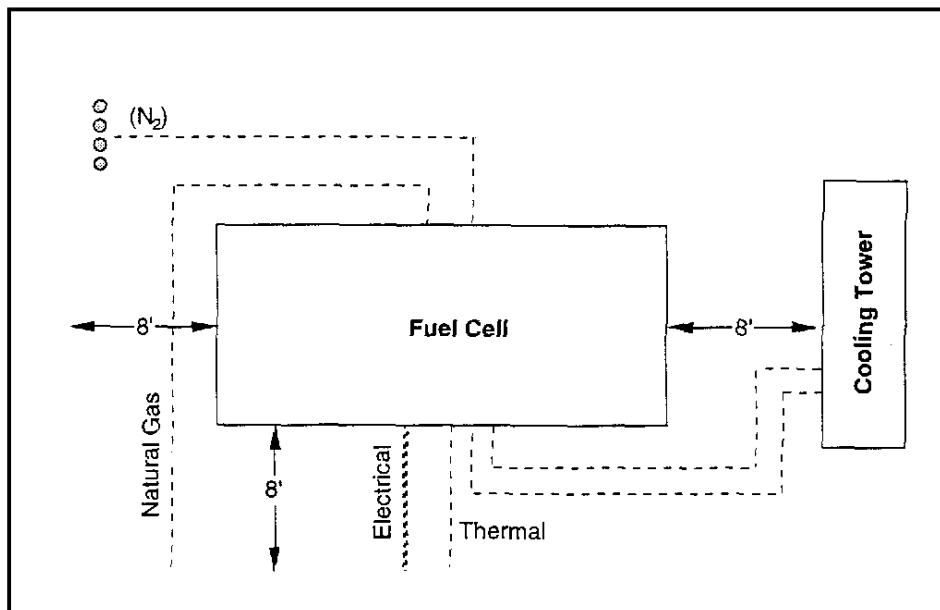 (N₂)
8'
Fuel Cell
8'
Cooling Tower
Natural Gas
8'
Electrical
Thermal